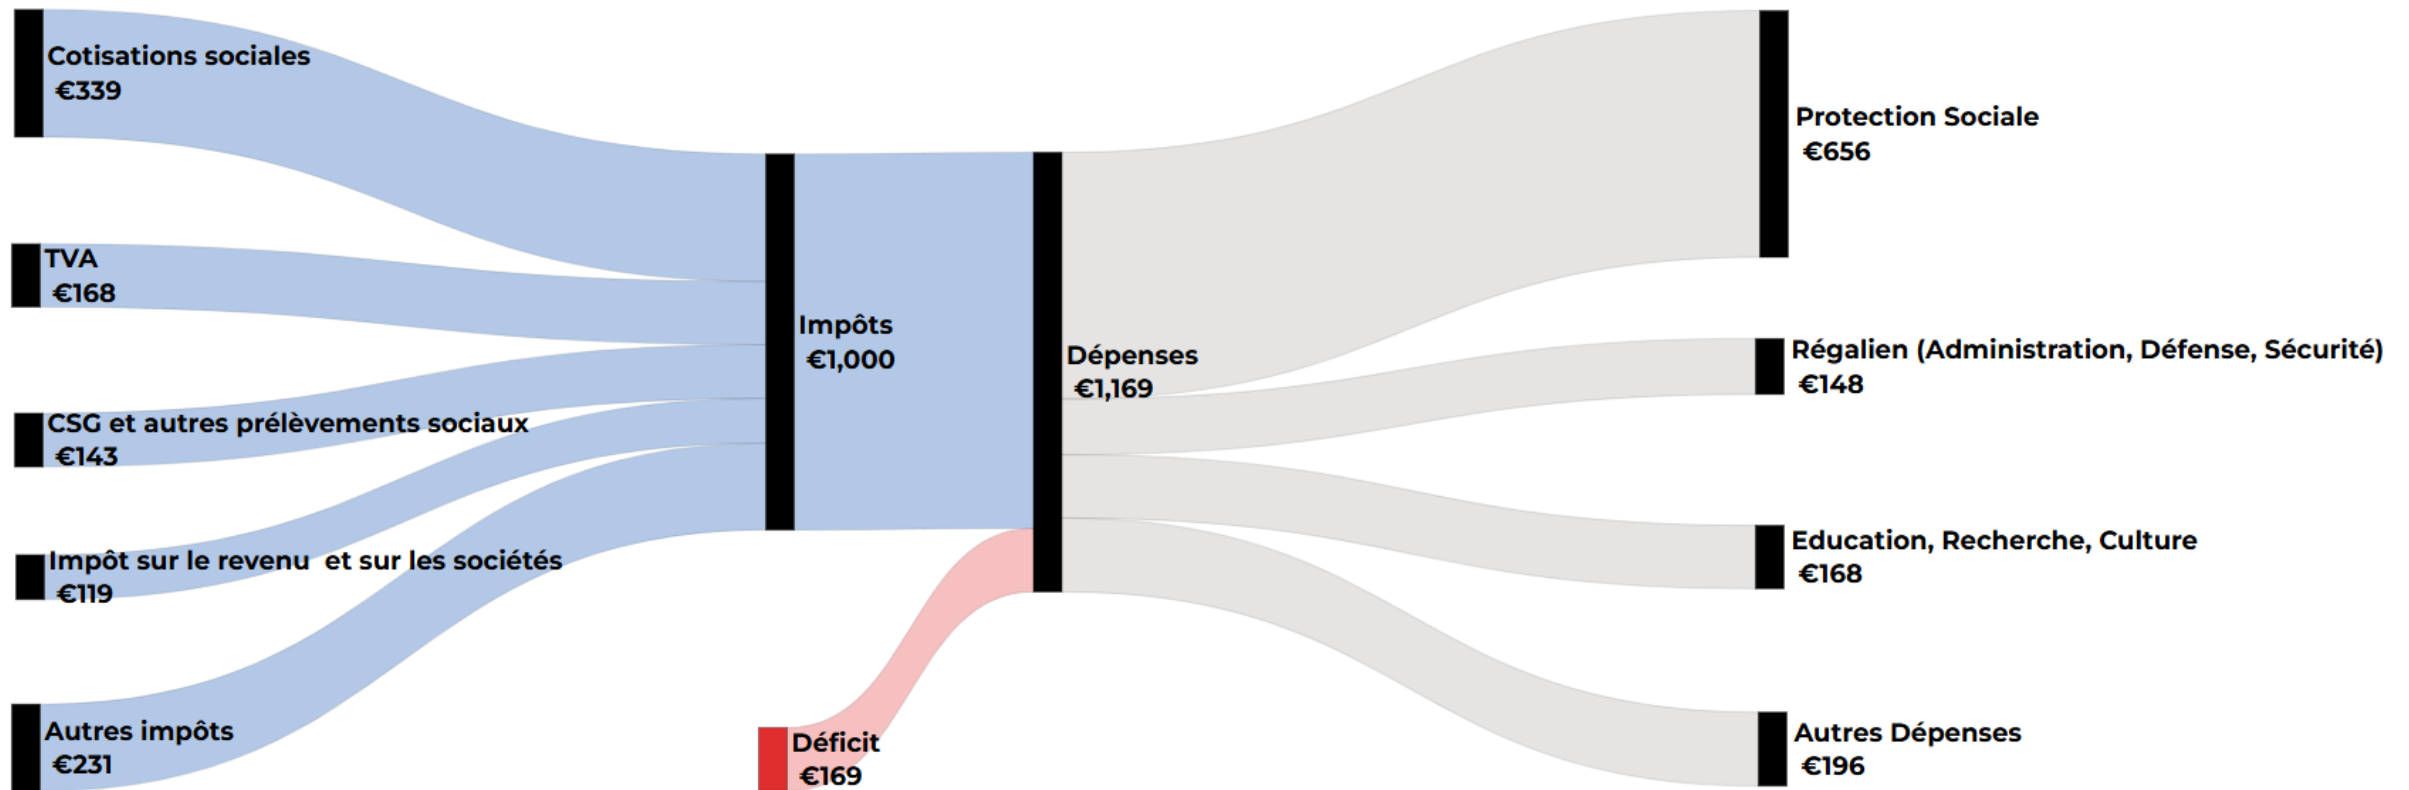 Cotisations sociales
€339
TVA
€168
CSG et autres prélèvements sociaux
€143
Impôt sur le revenu  et sur les sociétés
€119
Autres impôts
€231
Impôts
€1,000
Déficit
€169
Dépenses
€1,169
Protection Sociale
€656
Régalien (Administration, Défense, Sécurité)
€148
Education, Recherche, Culture
€168
Autres Dépenses
€196